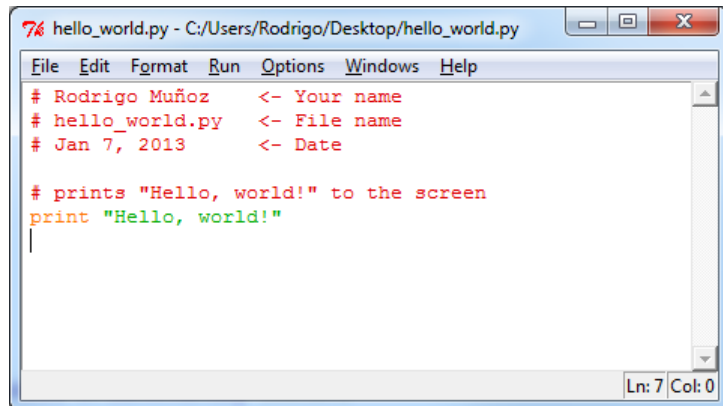 hello_world.py - C:/Users/Rodrigo/Desktop/hello_world.py
File Edit Format Run Options Windows Help
# Rodrigo Muñoz    <- Your name
# hello_world.py   <- File name
# Jan 7, 2013      <- Date
# prints "Hello, world!" to the screen
print "Hello, world!"
Ln: 7 Col: 0